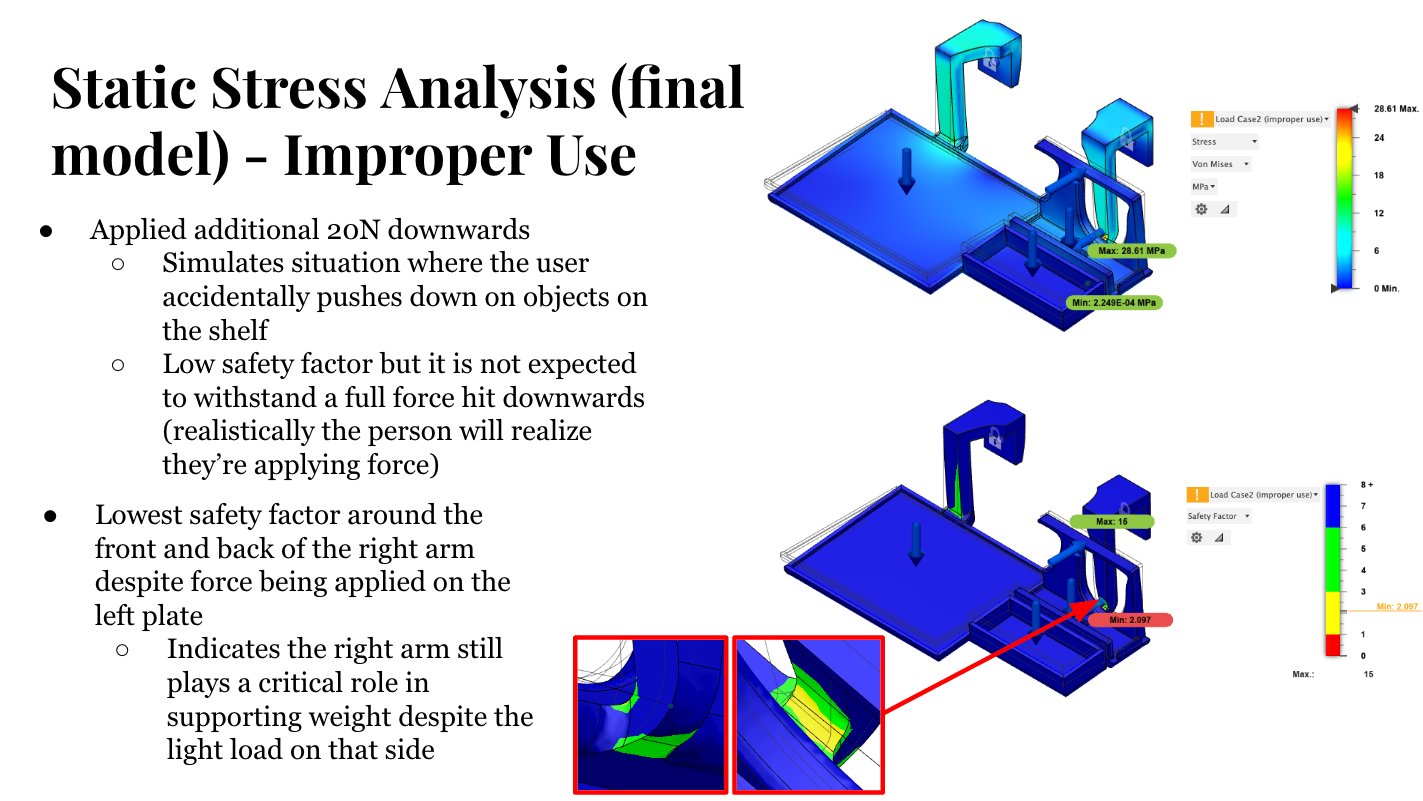 Static Stress Analysis (final
model) - Improper Use
● Applied additional 20N downwards
○ Simulates situation where the user
accidentally pushes down on objects on
the shelf
○ Low safety factor but it is not expected
to withstand a full force hit downwards
(realistically the person will realize
they're applying force)
● Lowest safety factor around the
front and back of the right arm
despite force being applied on the
left plate
○ Indicates the right arm still
plays a critical role in
supporting weight despite the
light load on that side
Max: 28.61 MPa
Min: 2.249E-04 MPa
! Load Case2 (improper use)
Stress
Von Mises
MPa
28.61 Max.
24
18
12
6
0 Min.
Max: 15
Min: 2.097
! Load Case2 (improper use)
Safety Factor
8 +
7
6
5
4
3
Min: 2.097
1
0
Max.: 15